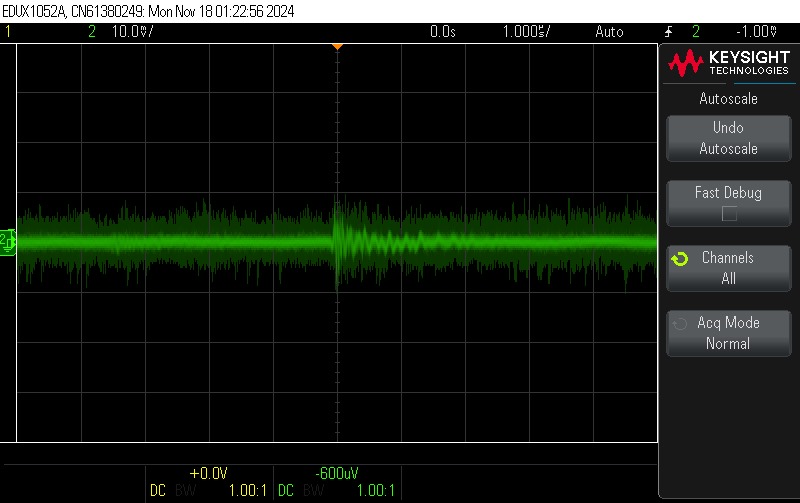 EDUX1052A, CN61380249: Mon Nov 18 01:22:56 2024
1 2 10.0V/ 0.0s 1.000s/ Auto 2 -1.00V
KEYSIGHT
TECHNOLOGIES
Autoscale
Undo
Autoscale
Fast Debug
Channels
All
Acq Mode
Normal
2
+0.0V -600uV
DC BW 1.00:1 DC BW 1.00:1